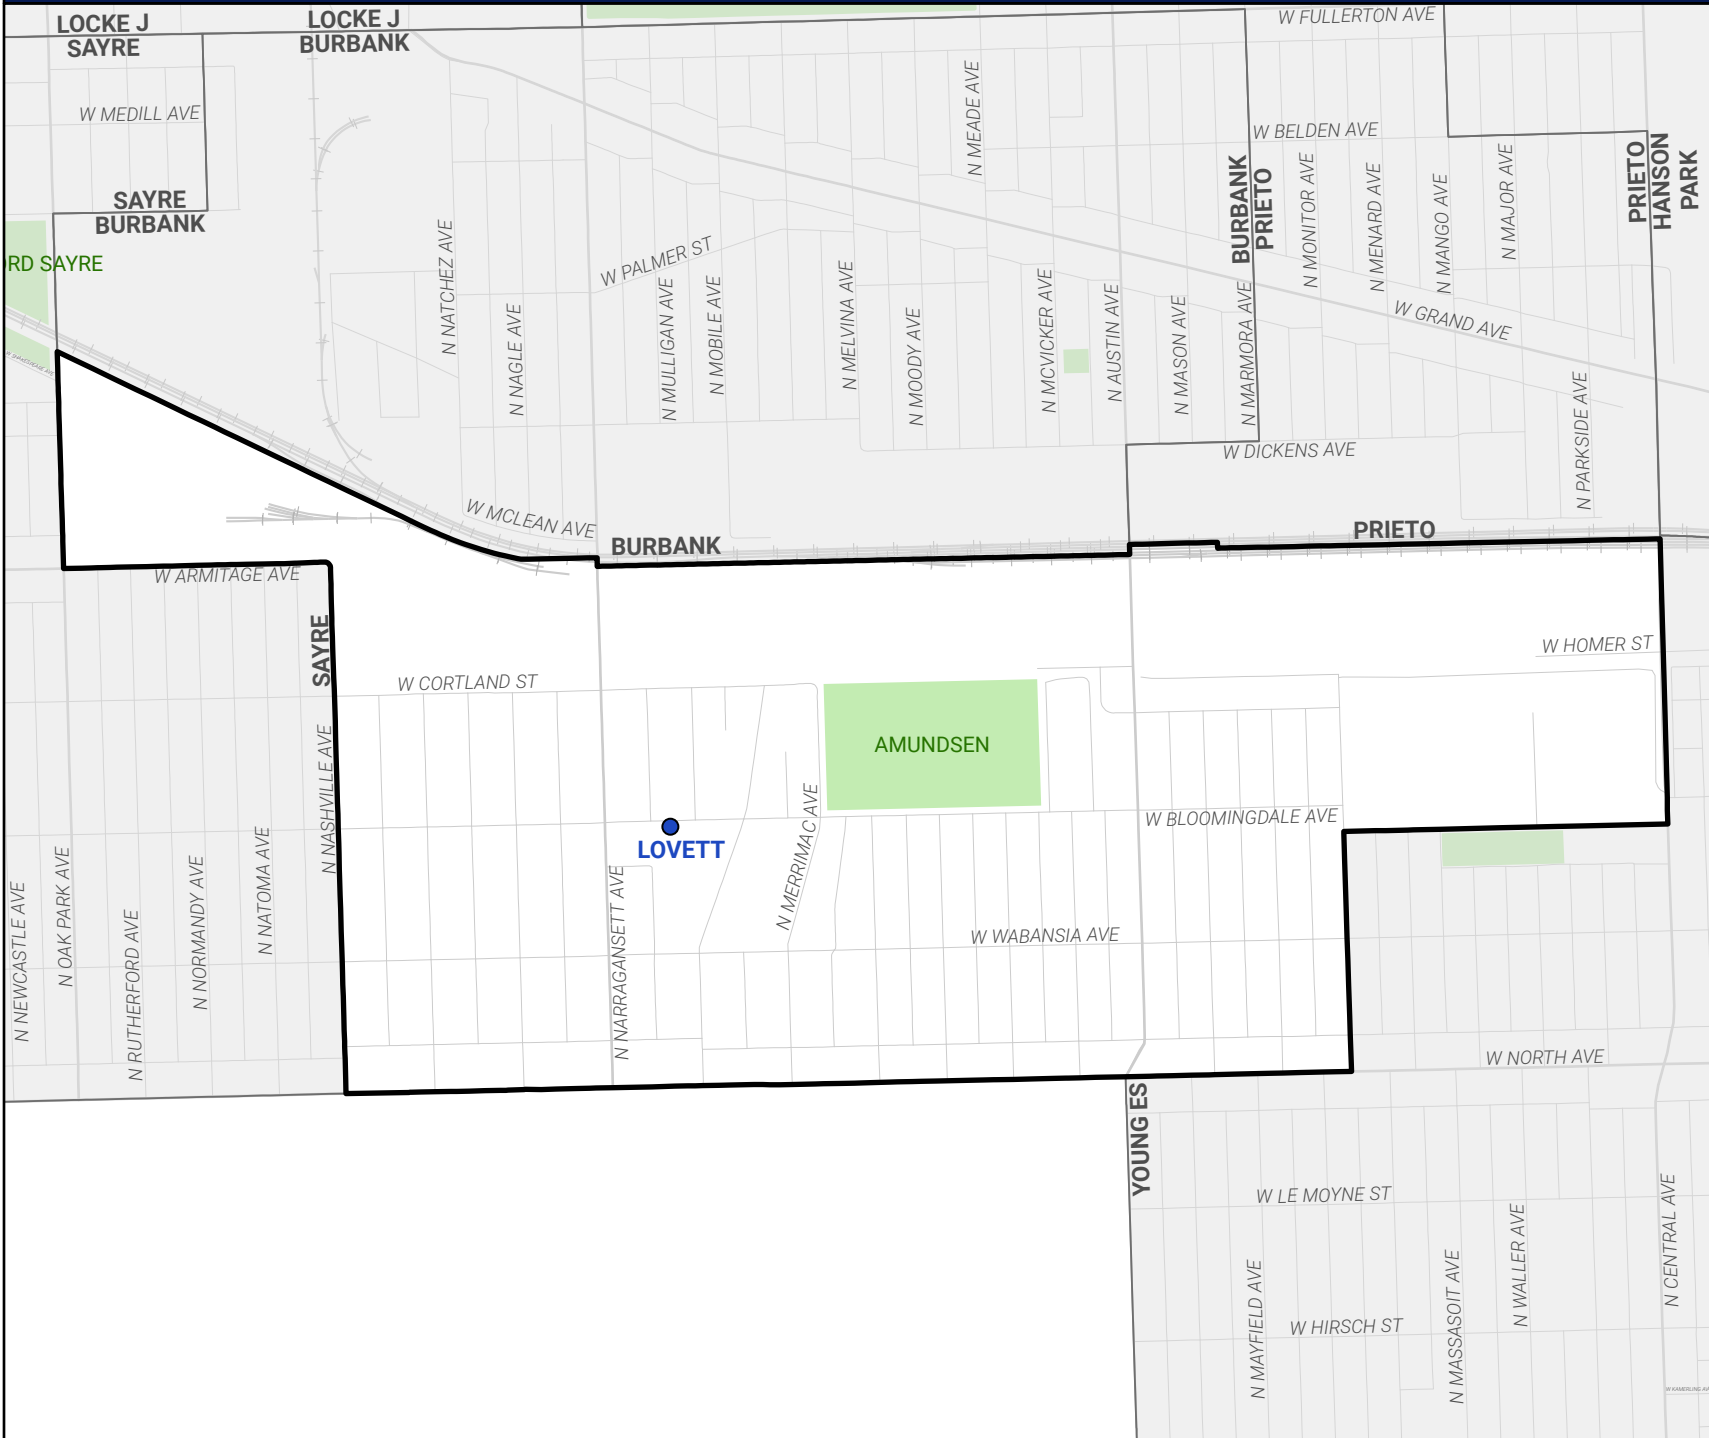 LOCKE J
SAYRE
LOCKE J
BURBANK
W FULLERTON AVE
W MEDILL AVE
N MEADE AVE
W BELDEN AVE
BURBANK
PRIETO
PRIETO
HANSON
PARK
N MONITOR AVE
N MENARD AVE
N MANGO AVE
N MAJOR AVE
SAYRE
BURBANK
RD SAYRE
N NATCHEZ AVE
W PALMER ST
N NAGLE AVE
N MULLIGAN AVE
N MOBILE AVE
N MELVINA AVE
N MOODY AVE
N MCVICKER AVE
N AUSTIN AVE
N MASON AVE
N MARMORA AVE
W GRAND AVE
N PARKSIDE AVE
W DICKENS AVE
W MCLEAN AVE
BURBANK
PRIETO
W ARMITAGE AVE
SAYRE
W HOMER ST
W CORTLAND ST
AMUNDSEN
N NASHVILLE AVE
LOVETT
N MERRIMAC AVE
W BLOOMINGDALE AVE
N NEWCASTLE AVE
N OAK PARK AVE
N RUTHERFORD AVE
N NORMANDY AVE
N NATOMA AVE
N NARRAGANSETT AVE
W WABANSIA AVE
W NORTH AVE
YOUNG ES
W LE MOYNE ST
N MAYFIELD AVE
W HIRSCH ST
N MASSASOIT AVE
N WALLER AVE
N CENTRAL AVE